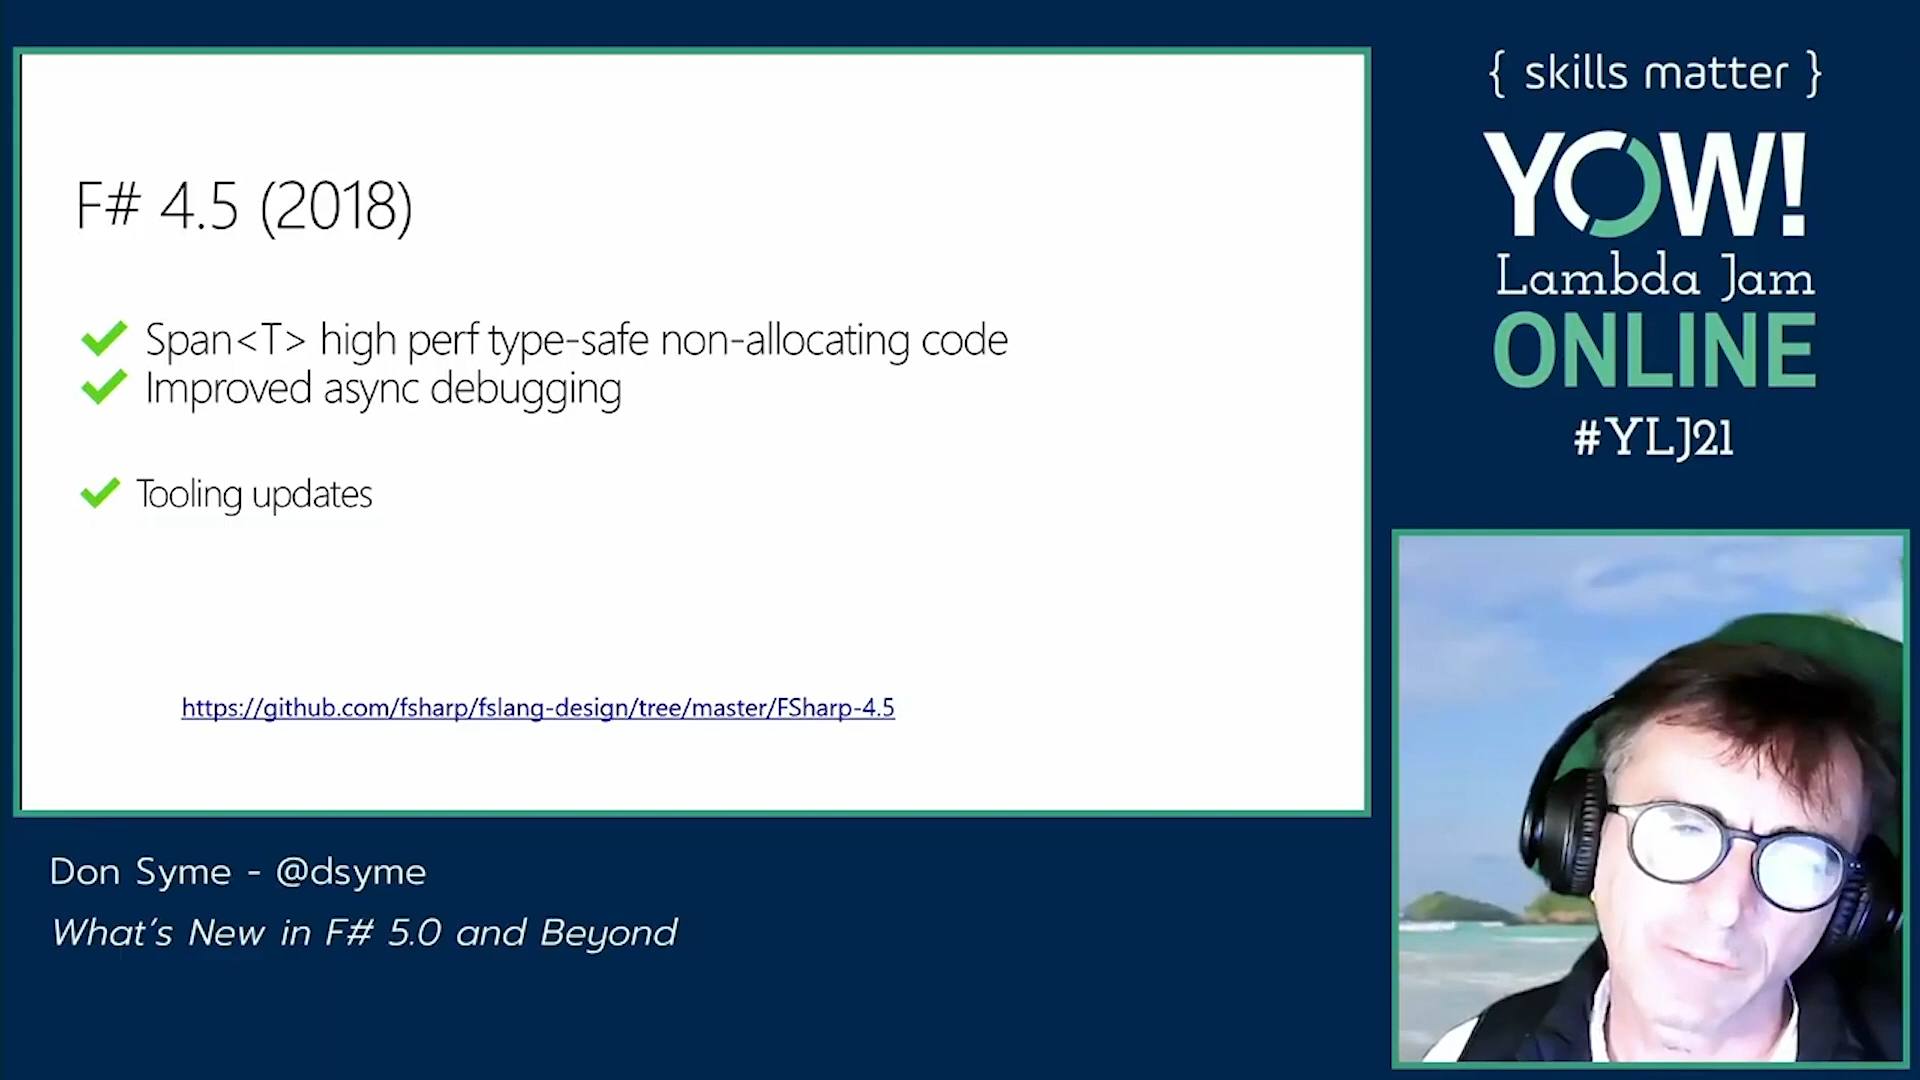 F# 4.5 (2018)
Span<T> high perf type-safe non-allocating code
Improved async debugging
Tooling updates
https://github.com/fsharp/fslang-design/tree/master/FSharp-4.5
{ skills matter }
YOW!
Lambda Jam
ONLINE
#YLJ21
Don Syme - @dsyme
What's New in F# 5.0 and Beyond